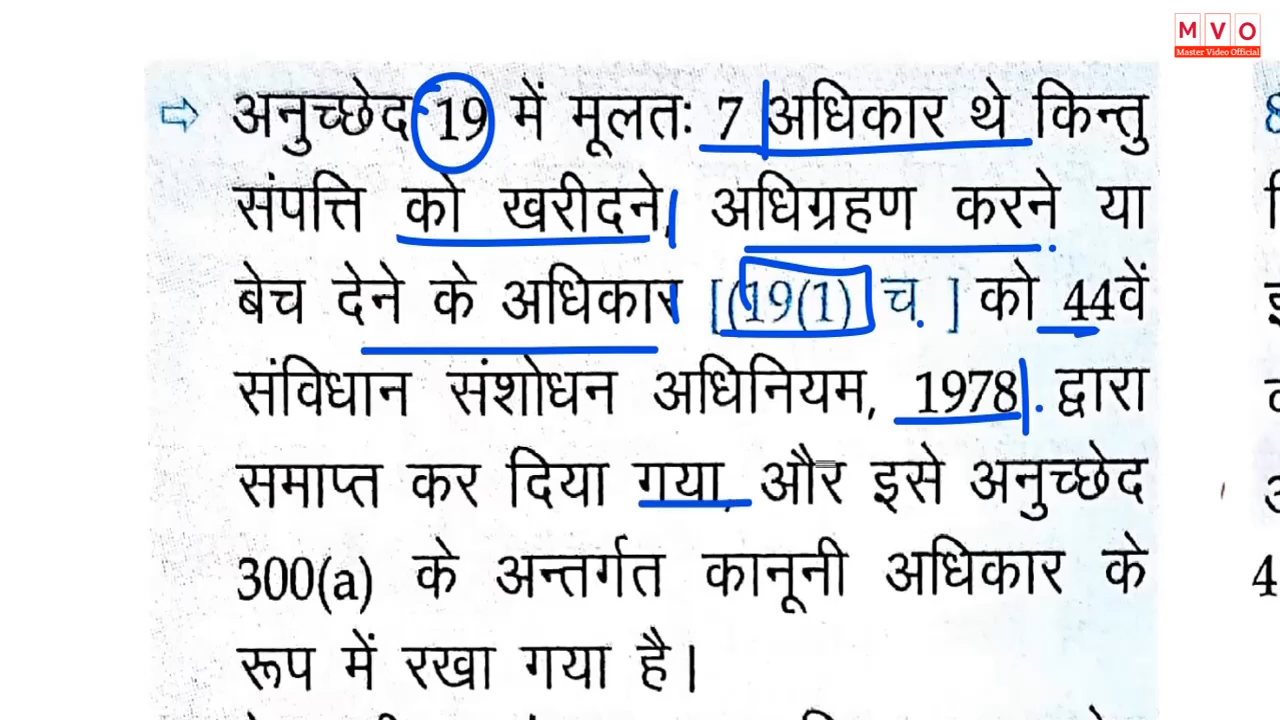 M V O
Master Video Official
⇨ अनुच्छेद 19 में मूलतः 7 अधिकार थे किन्तु
संपत्ति को खरीदने, अधिग्रहण करने या
बेच देने के अधिकार [(19(1) च ] को 44वें
संविधान संशोधन अधिनियम, 1978 द्वारा
समाप्त कर दिया गया, और इसे अनुच्छेद
300(a) के अन्तर्गत कानूनी अधिकार के
रूप में रखा गया है।
4